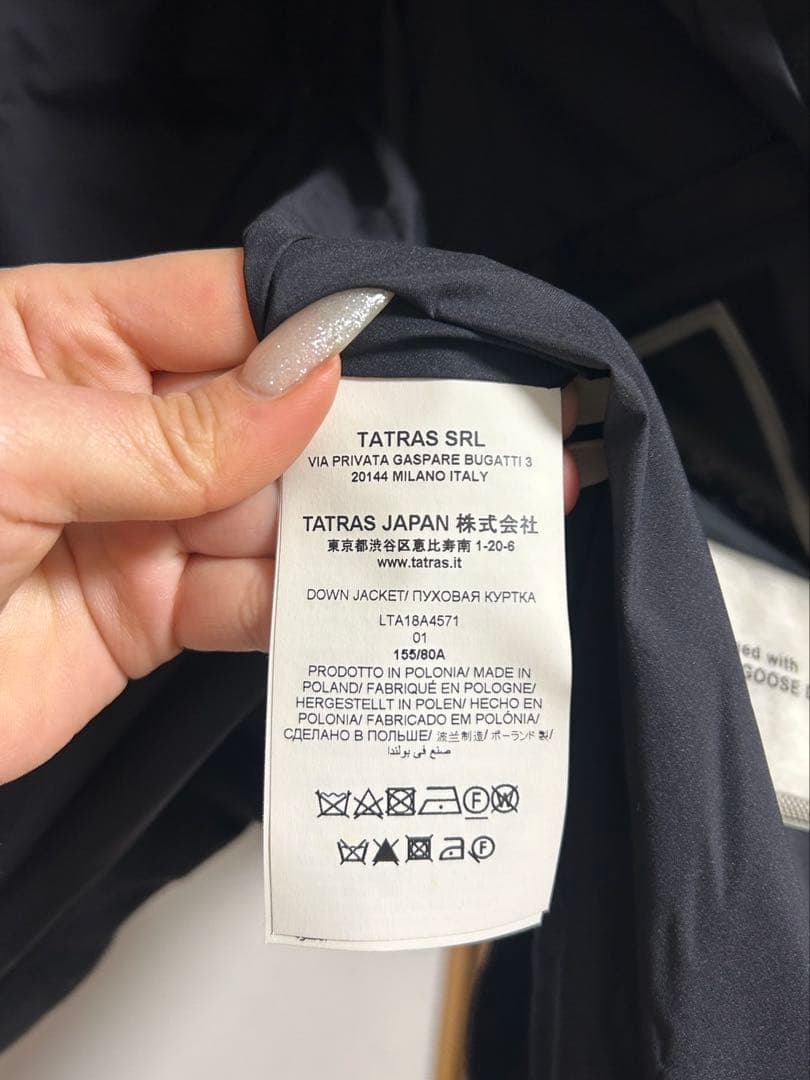 TATRAS SRL
VIA PRIVATA GASPARE BUGATTI 3
20144 MILANO ITALY
TATRAS JAPAN 株式会社
東京都渋谷区恵比寿南 1-20-6
www.tatras.it
DOWN JACKET/ ПУХОВАЯ КУРТКА
LTA18A4571
01
155/80A
PRODOTTO IN POLONIA/ MADE IN
POLAND/ FABRIQUÉ EN POLOGNE/
HERGESTELLT IN POLEN/ HECHO EN
POLONIA/ FABRICADO EM POLÓNIA/
СДЕЛАНО В ПОЛЬШЕ/ 波兰制造/ ポーランド製/
صنع في بولندا
F W
F
with
GOOSE